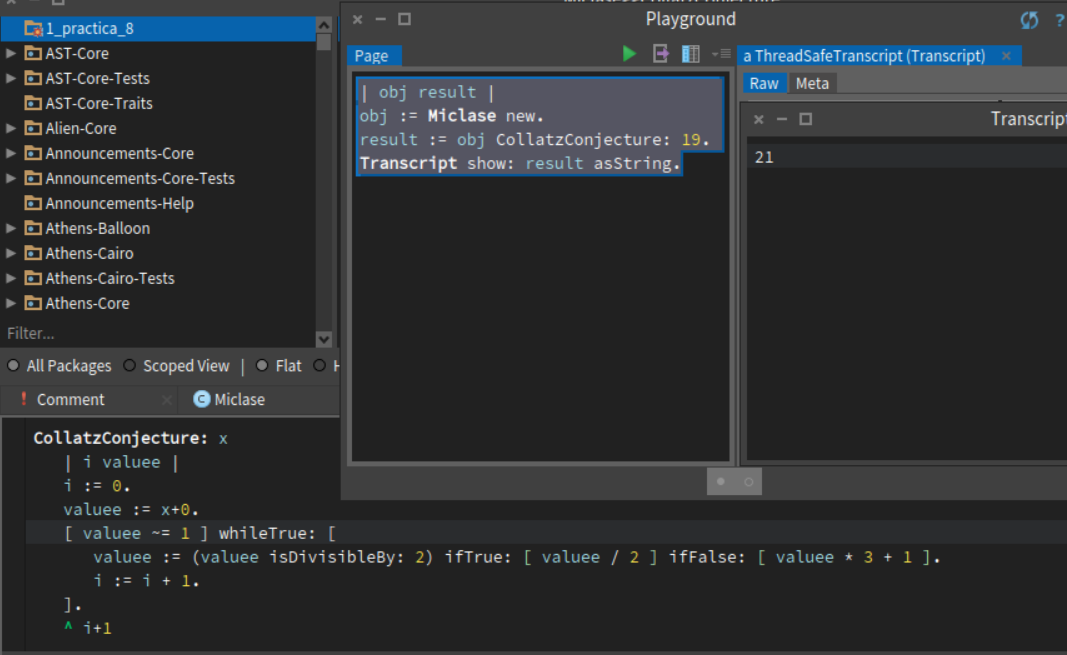 1_practica_8
AST-Core
AST-Core-Tests
AST-Core-Traits
Alien-Core
Announcements-Core
Announcements-Core-Tests
Announcements-Help
Athens-Balloon
Athens-Cairo
Athens-Cairo-Tests
Athens-Core
Filter...
All Packages Scoped View | Flat
Comment
Miclase
Playground
?
Page
| obj result |
obj := Miclase new.
result := obj CollatzConjecture: 19.
Transcript show: result asString.
a ThreadSafeTranscript (Transcript)
Raw Meta
Transcript
21
CollatzConjecture: x
| i valuee |
i := 0.
valuee := x+0.
[ valuee ~= 1 ] whileTrue: [
valuee := (valuee isDivisibleBy: 2) ifTrue: [ valuee / 2 ] ifFalse: [ valuee * 3 + 1 ].
i := i + 1.
].
^ i+1